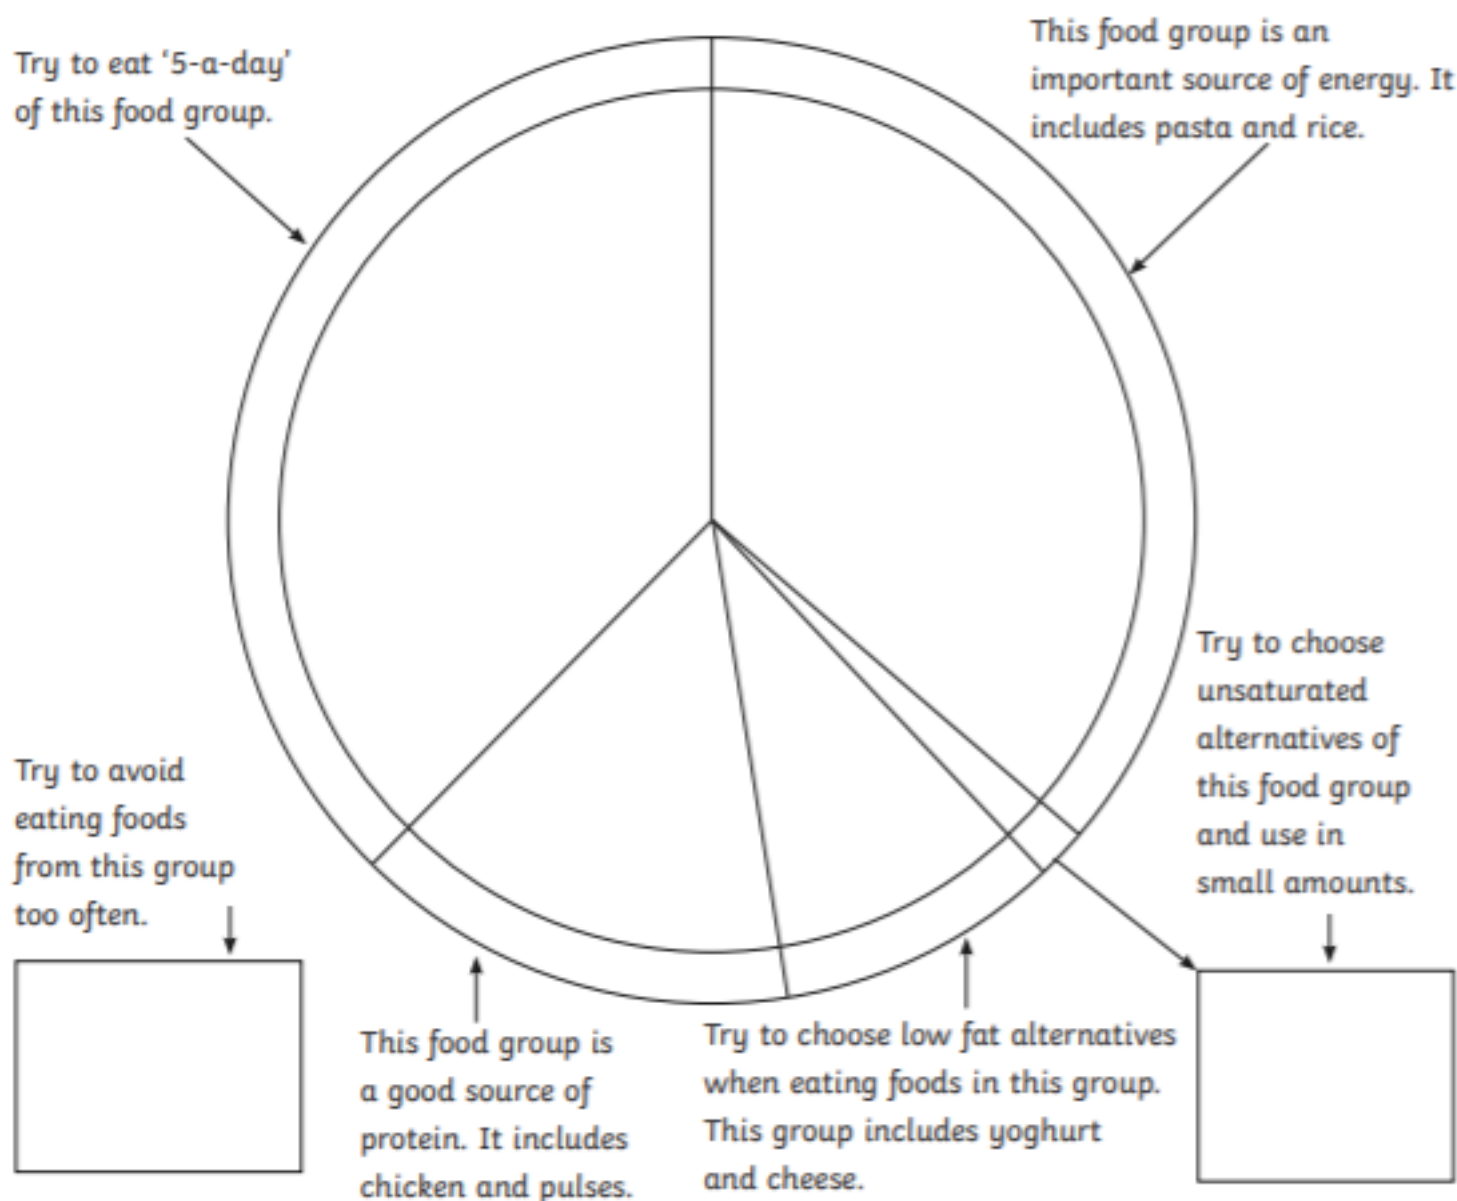 Try to eat ‘5-a-day’
of this food group.
This food group is an
important source of energy. It
includes pasta and rice.
Try to choose
unsaturated
alternatives of
this food group
and use in
small amounts.
Try to avoid
eating foods
from this group
too often.
This food group is
a good source of
protein. It includes
chicken and pulses.
Try to choose low fat alternatives
when eating foods in this group.
This group includes yoghurt
and cheese.